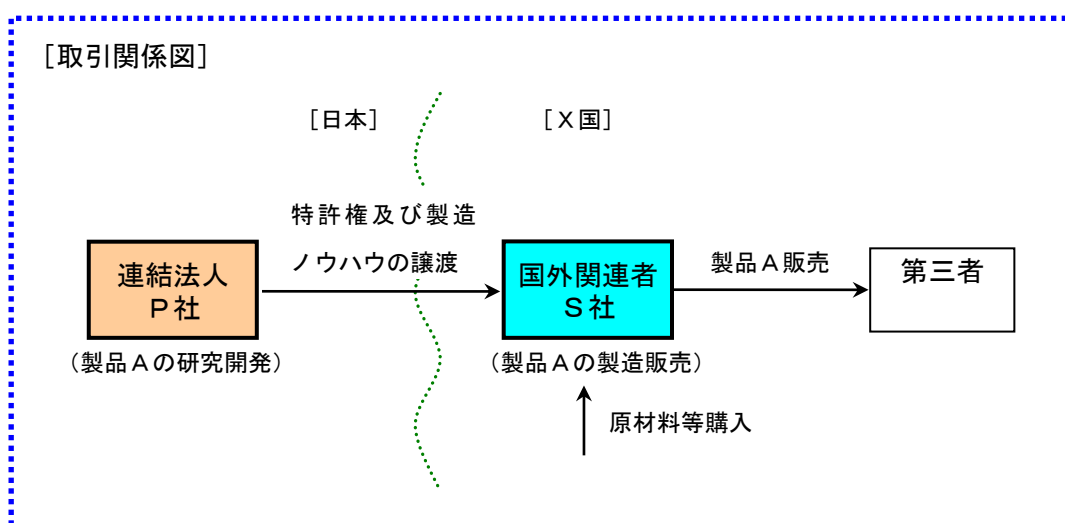 ［取引関係図］
［日本］
［Ｘ国］
特許権及び製造
ノウハウの譲渡
連結法人
Ｐ社
（製品Ａの研究開発）
国外関連者
Ｓ社
（製品Ａの製造販売）
製品Ａ販売
第三者
原材料等購入